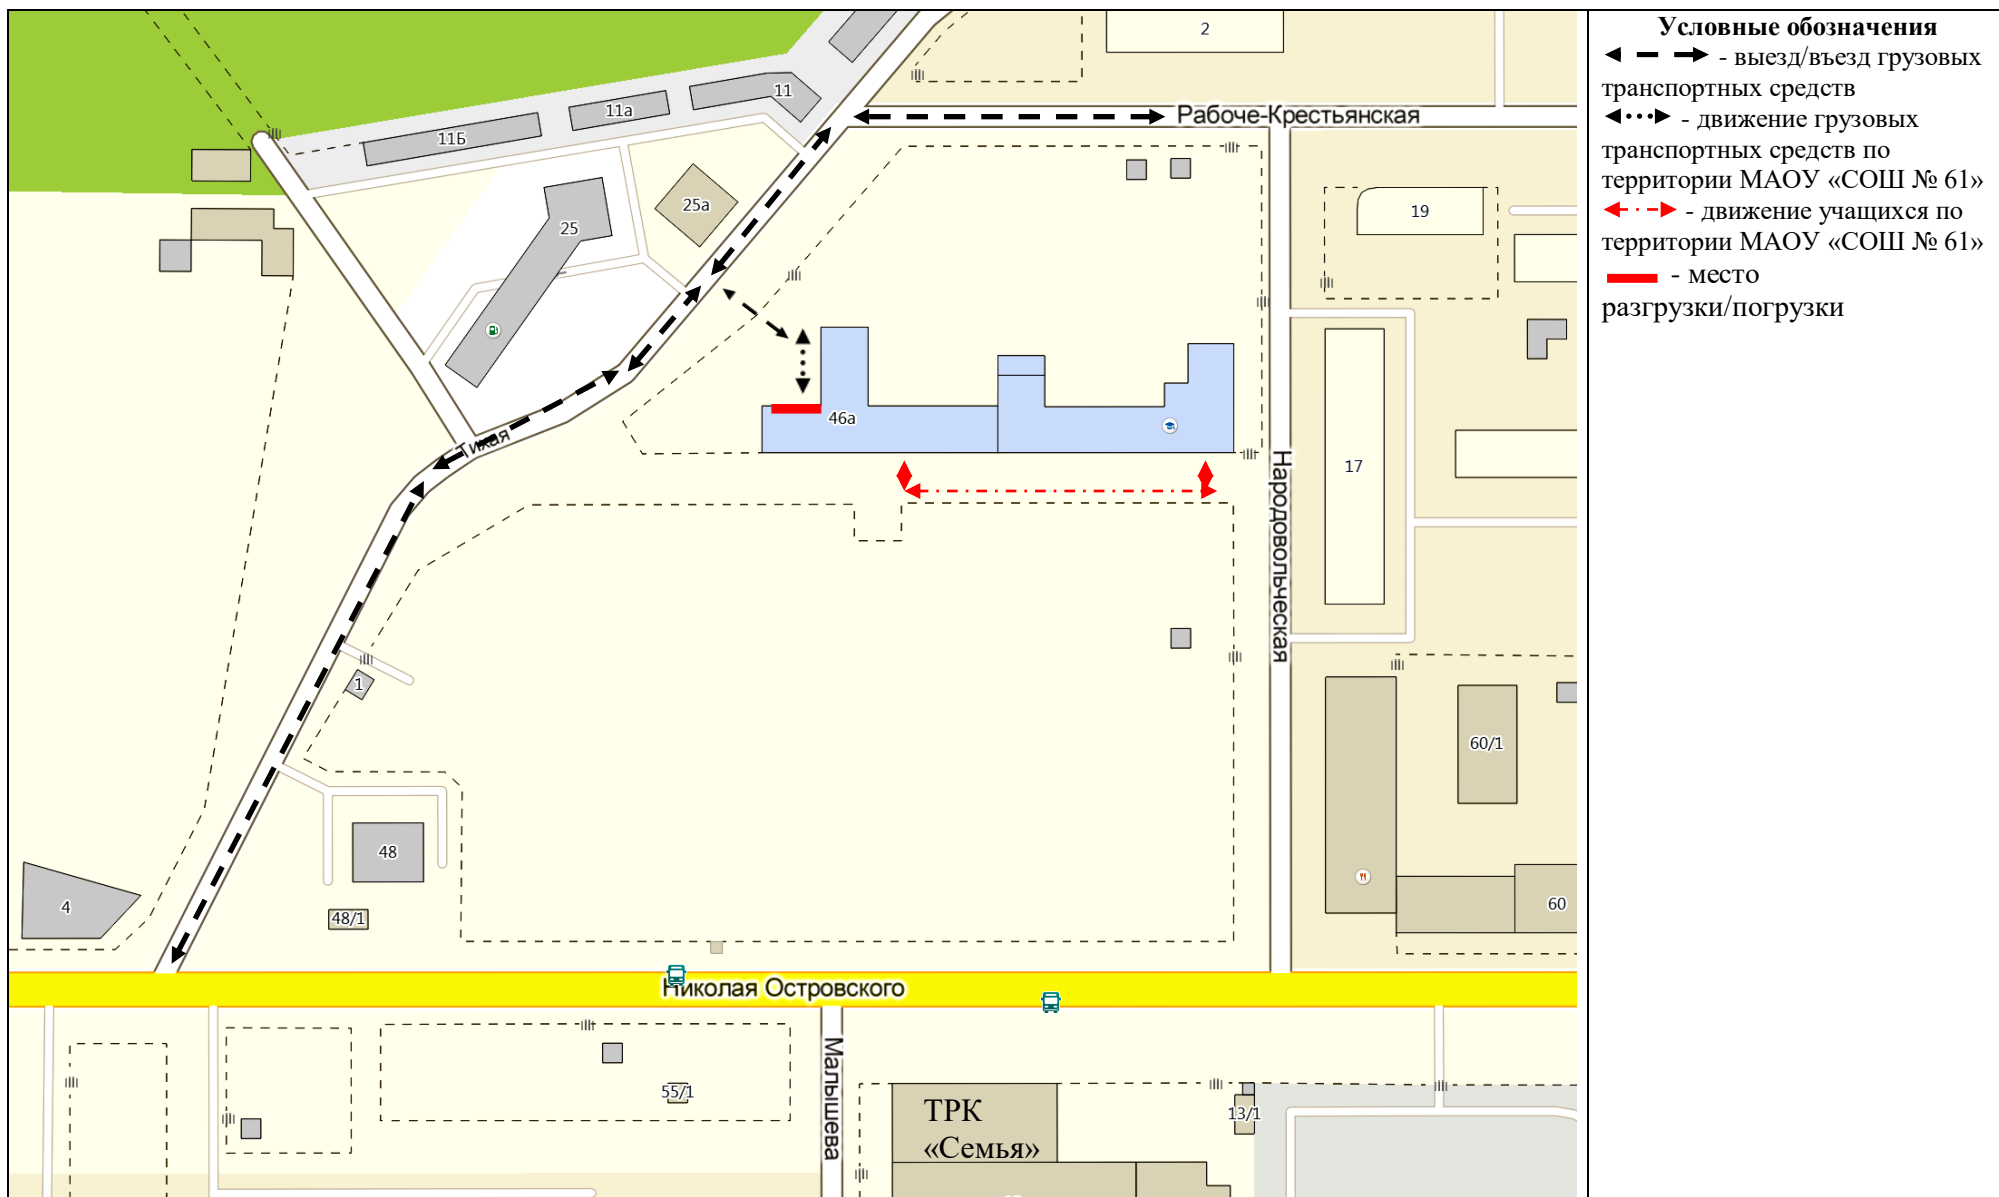 2
Условные обозначения
- выезд/въезд грузовых
транспортных средств
- движение грузовых
транспортных средств по
территории МАОУ «СОШ № 61»
- движение учащихся по
территории МАОУ «СОШ № 61»
- место
разгрузки/погрузки
11
11а
11Б
Рабоче-Крестьянская
25а
25
19
46а
Тихая
17
Народовольческая
1
60/1
48
4
48/1
60
Николая Островского
Малышева
55/1
ТРК
«Семья»
13/1